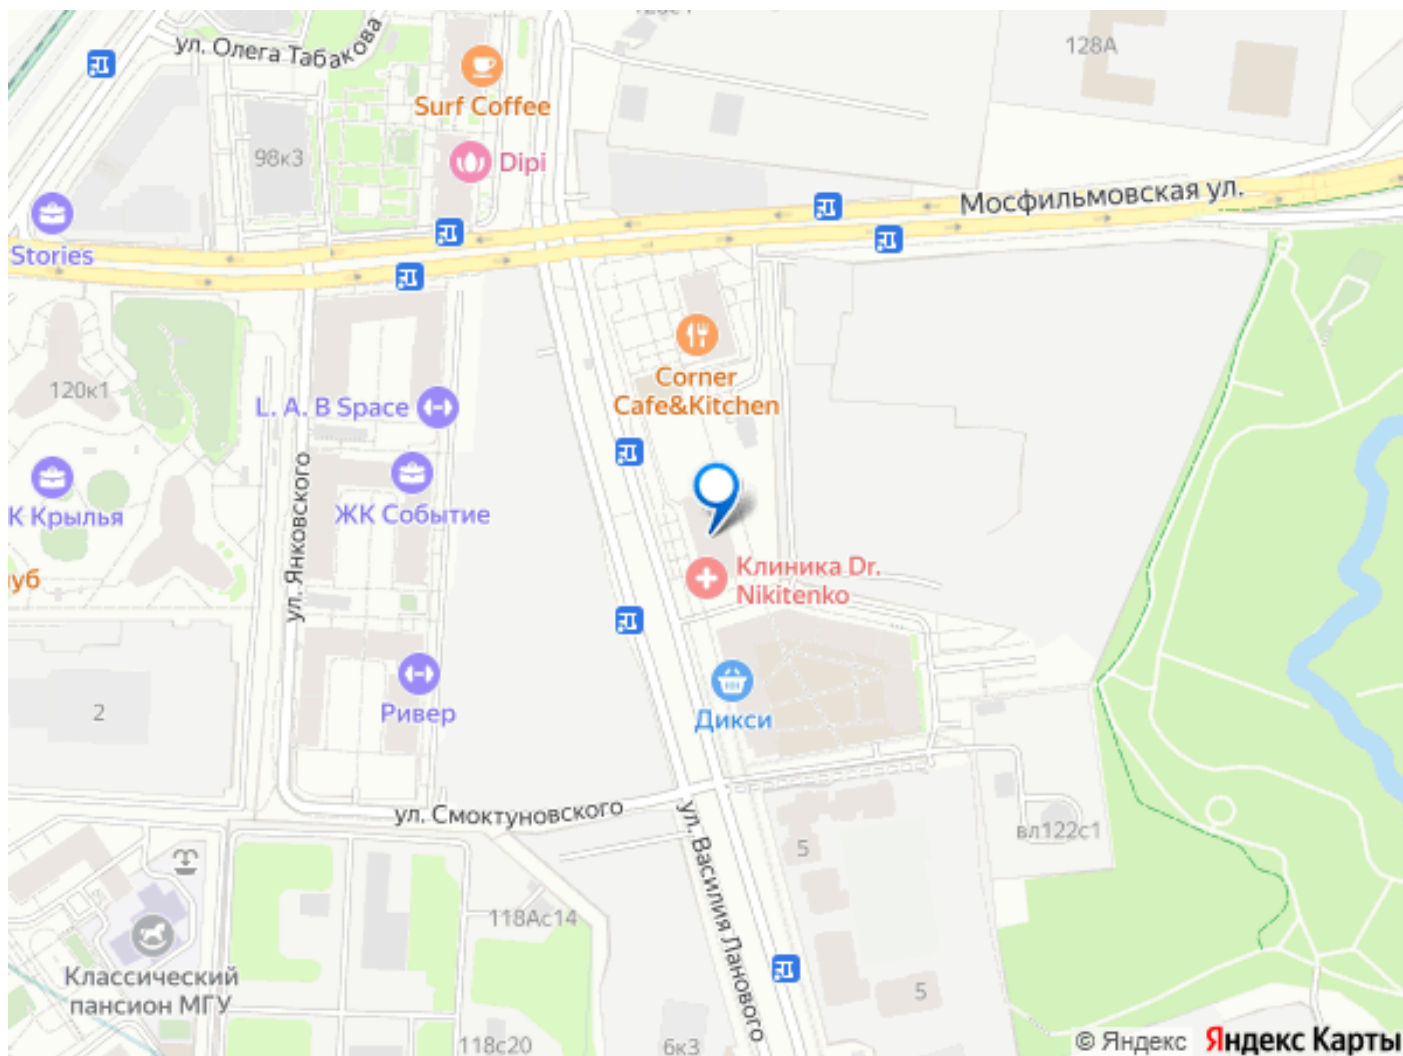 ул. Олега Табакова
128А
Surf Coffee
98к3
Dipi
Мосфильмовская ул.
Stories
120к1
Corner
Cafe&Kitchen
L. A. B Space
К Крылья
ЖК Событие
ул. Янковского
уб
Клиника Dr.
Nikitenko
Ривер
2
Дикси
ул. Смоктуновского
ул. Василия Ланового
вл122с1
5
118Ас14
Классический
пансион МГУ
5
118с20
6к3
© Яндекс Яндекс Карты